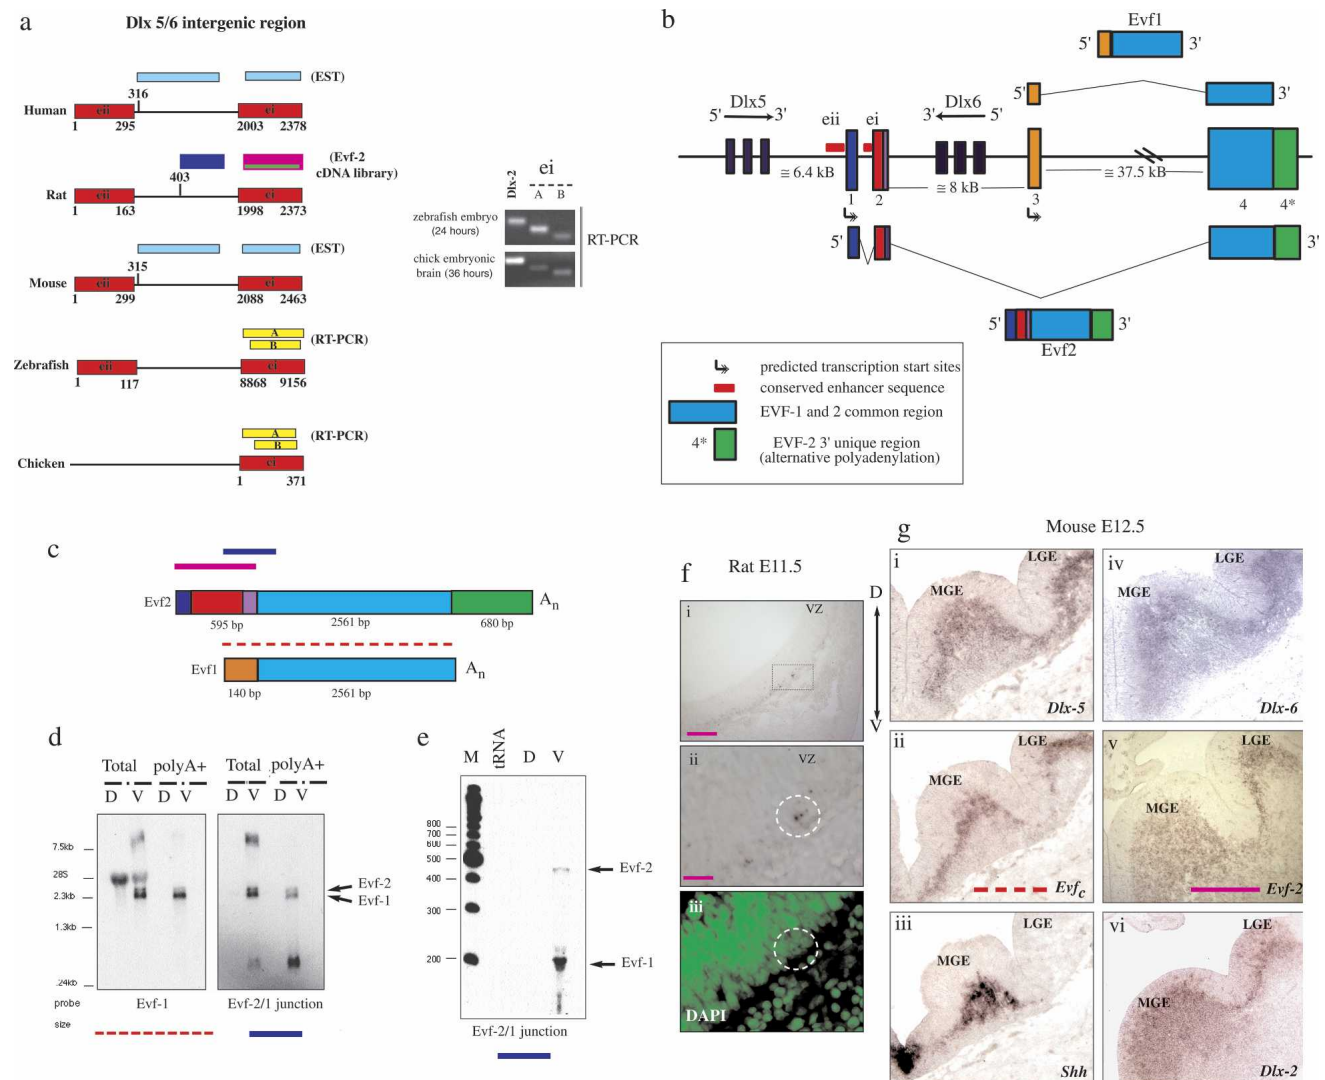 a
Dlx 5/6 intergenic region
(EST)
316
Human
eii
ei
1
295
2003
2378
(Evf-2
cDNA library)
403
Rat
1
163
1998
2373
(EST)
315
Mouse
eii
ei
1
299
2088
2463
A
B
(RT-PCR)
Zebrafish
eii
ei
1
117
8868
9156
A
B
(RT-PCR)
Chicken
ei
1
371
Dlx-2
ei
A
B
zebrafish embryo
(24 hours)
chick embryonic
brain (36 hours)
RT-PCR
b
Evf1
5'
3'
5'
3'
Dlx5
5'
3'
eii
ei
Dlx6
3'
5'
≅ 6.4 kB
≅ 8 kB
≅ 37.5 kB
1
2
3
4
4*
5'
3'
5'
3'
Evf2
predicted transcription start sites
conserved enhancer sequence
EVF-1 and 2 common region
4*
EVF-2 3' unique region
(alternative polyadenylation)
c
Evf2
An
595 bp
2561 bp
680 bp
Evf1
An
140 bp
2561 bp
d
Total
polyA+
D
V
D
V
Total
polyA+
D
V
D
V
7.5kb
28S
2.3kb
1.3kb
.24kb
Evf-2
Evf-1
probe
size
Evf-1
Evf-2/1 junction
e
M
tRNA
D
V
800
700
600
500
400
300
200
Evf-2
Evf-1
Evf-2/1 junction
f
Rat E11.5
i
VZ
ii
VZ
iii
DAPI
D
V
g
Mouse E12.5
i
LGE
MGE
Dlx-5
iv
LGE
MGE
Dlx-6
ii
LGE
MGE
Evfc
v
LGE
MGE
Evf-2
iii
LGE
MGE
Shh
vi
LGE
MGE
Dlx-2